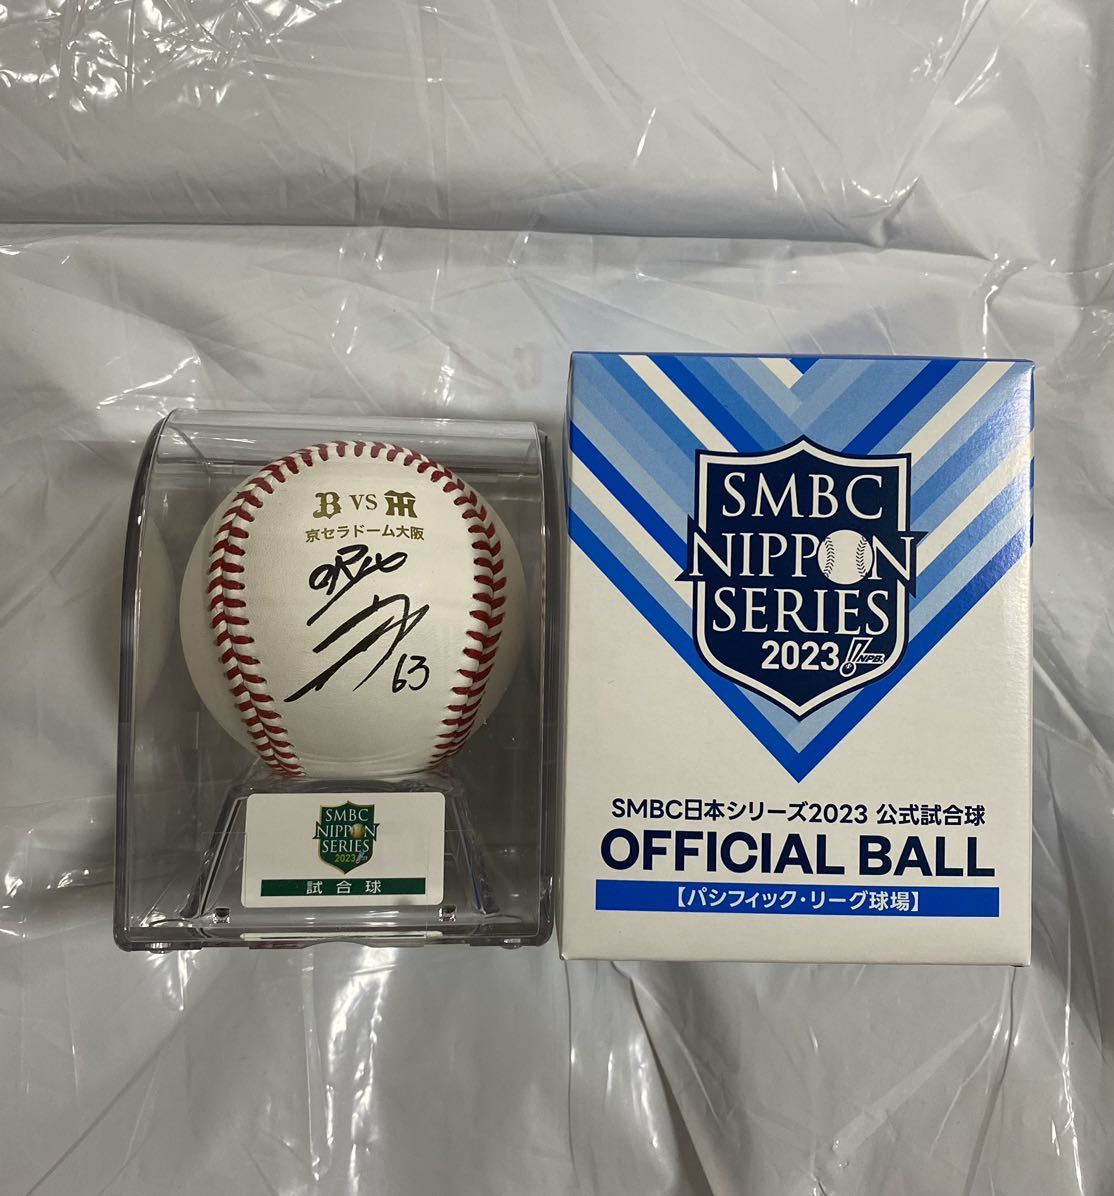 B VS HT
京セラドーム大阪
63
SMBC
NIPPON
SERIES
2023
試合球
SMBC
NIPPON
SERIES
2023 NPB
SMBC日本シリーズ2023 公式試合球
OFFICIAL BALL
【パシフィック・リーグ球場】